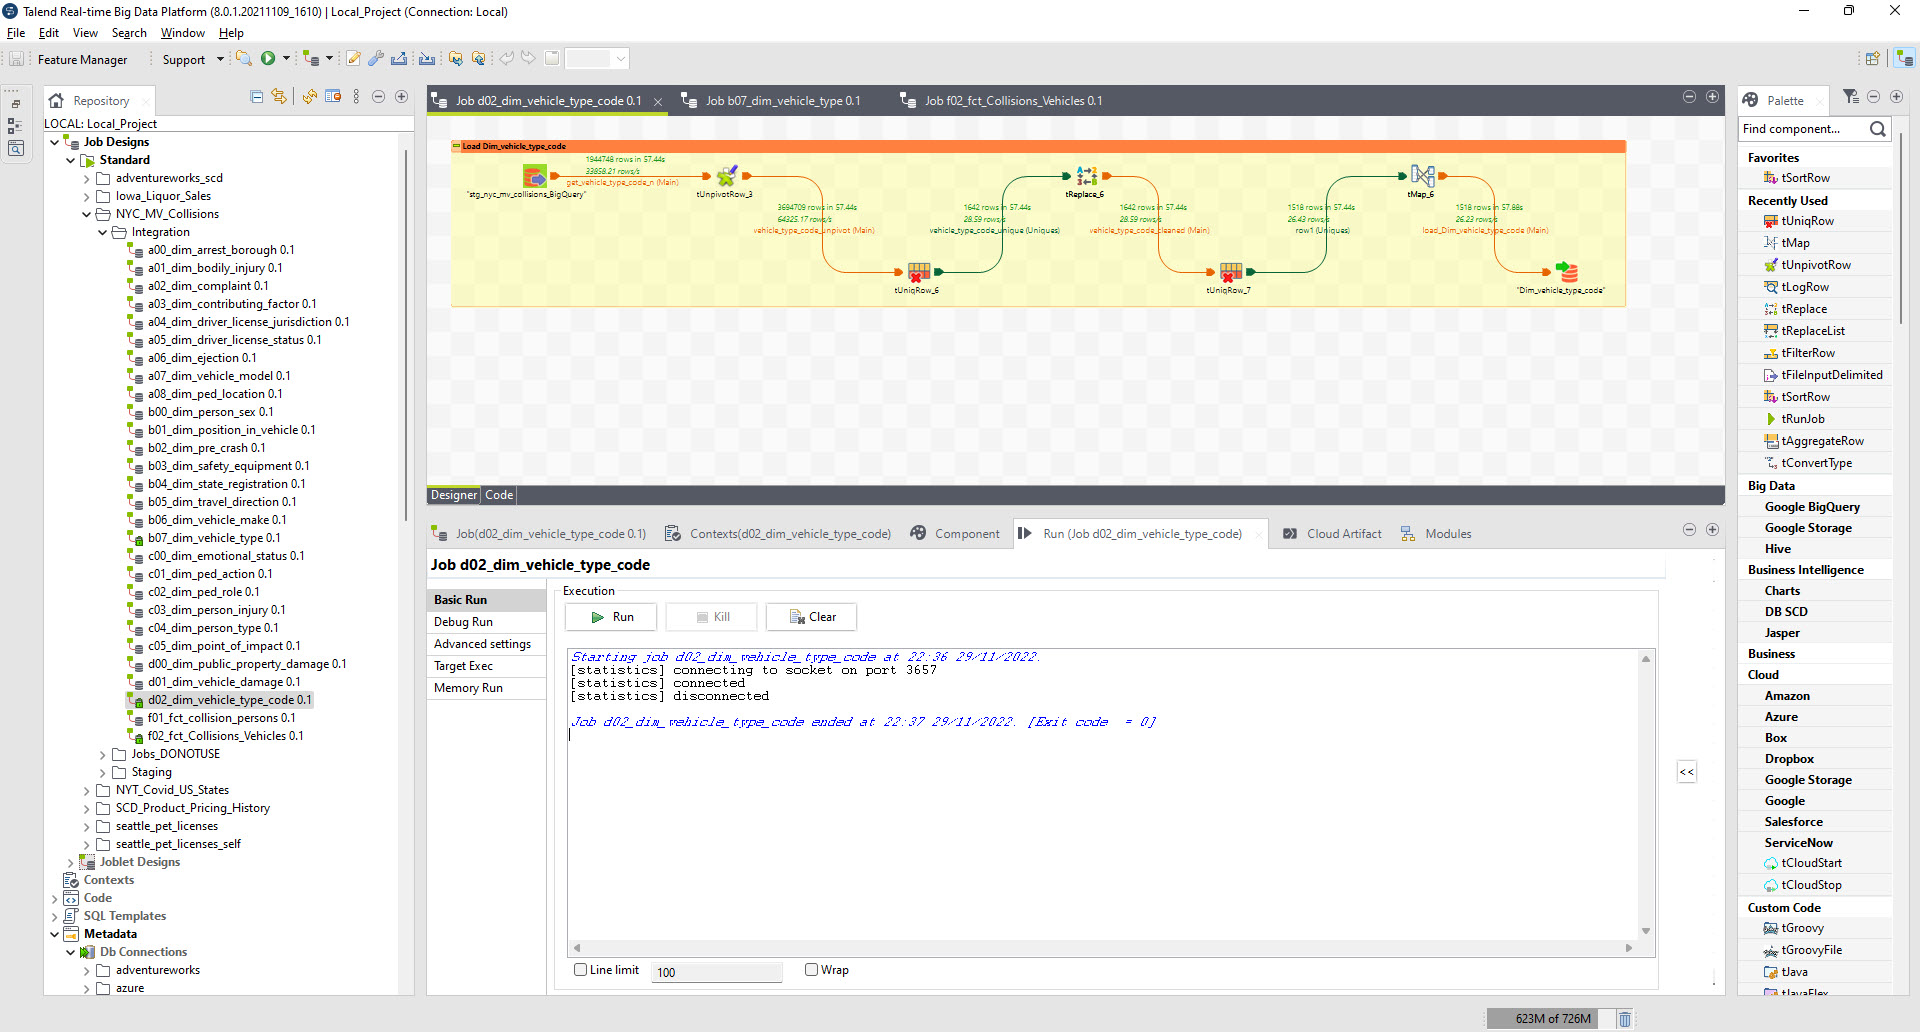 Talend Real-time Big Data Platform (8.0.1.20211109_1610) | Local_Project (Connection: Local)
File Edit View Search Window Help
Feature Manager Support
Repository
LOCAL: Local_Project
Job Designs
Standard
adventureworks_scd
Iowa_Liquor_Sales
NYC_MV_Collisions
Integration
a00_dim_arrest_borough 0.1
a01_dim_bodily_injury 0.1
a02_dim_complaint 0.1
a03_dim_contributing_factor 0.1
a04_dim_driver_license_jurisdiction 0.1
a05_dim_driver_license_status 0.1
a06_dim_ejection 0.1
a07_dim_vehicle_model 0.1
a08_dim_ped_location 0.1
b00_dim_person_sex 0.1
b01_dim_position_in_vehicle 0.1
b02_dim_pre_crash 0.1
b03_dim_safety_equipment 0.1
b04_dim_state_registration 0.1
b05_dim_travel_direction 0.1
b06_dim_vehicle_make 0.1
b07_dim_vehicle_type 0.1
c00_dim_emotional_status 0.1
c01_dim_ped_action 0.1
c02_dim_ped_role 0.1
c03_dim_person_injury 0.1
c04_dim_person_type 0.1
c05_dim_point_of_impact 0.1
d00_dim_public_property_damage 0.1
d01_dim_vehicle_damage 0.1
d02_dim_vehicle_type_code 0.1
f01_fct_collision_persons 0.1
f02_fct_Collisions_Vehicles 0.1
Jobs_DONOTUSE
Staging
NYT_Covid_US_States
SCD_Product_Pricing_History
seattle_pet_licenses
seattle_pet_licenses_self
Joblet Designs
Contexts
Code
SQL Templates
Metadata
Db Connections
adventureworks
azure
Job d02_dim_vehicle_type_code 0.1
Job b07_dim_vehicle_type 0.1
Job f02_fct_Collisions_Vehicles 0.1
Load Dim_vehicle_type_code
1944748 rows in 57.44s
33858.21 rows/s
get_vehicle_type_code_n (Main)
"stg_nyc_mv_collisions_BigQuery"
tUnpivotRow_3
3694709 rows in 57.44s
64325.17 rows/s
vehicle_type_code_unpivot (Main)
tUniqRow_6
1642 rows in 57.44s
28.59 rows/s
vehicle_type_code_unique (Uniques)
tReplace_6
1642 rows in 57.44s
28.59 rows/s
vehicle_type_code_cleaned (Main)
tUniqRow_7
1518 rows in 57.44s
26.43 rows/s
row1 (Uniques)
tMap_6
1518 rows in 57.88s
26.23 rows/s
load_Dim_vehicle_type_code (Main)
"Dim_vehicle_type_code"
Designer Code
Job(d02_dim_vehicle_type_code 0.1)
Contexts(d02_dim_vehicle_type_code)
Component
Run (Job d02_dim_vehicle_type_code)
Cloud Artifact
Modules
Job d02_dim_vehicle_type_code
Basic Run
Debug Run
Advanced settings
Target Exec
Memory Run
Execution
Run Kill Clear
Starting job d02_dim_vehicle_type_code at 22:36 29/11/2022.
[statistics] connecting to socket on port 3657
[statistics] connected
[statistics] disconnected
Job d02_dim_vehicle_type_code ended at 22:37 29/11/2022. [Exit code = 0]
<<
Line limit 100 Wrap
Palette
Find component...
Favorites
tSortRow
Recently Used
tUniqRow
tMap
tUnpivotRow
tLogRow
tReplace
tReplaceList
tFilterRow
tFileInputDelimited
tSortRow
tRunJob
tAggregateRow
tConvertType
Big Data
Google BigQuery
Google Storage
Hive
Business Intelligence
Charts
DB SCD
Jasper
Business
Cloud
Amazon
Azure
Box
Dropbox
Google Storage
Google
Salesforce
ServiceNow
tCloudStart
tCloudStop
Custom Code
tGroovy
tGroovyFile
tJava
tJavaFlex
623M of 726M